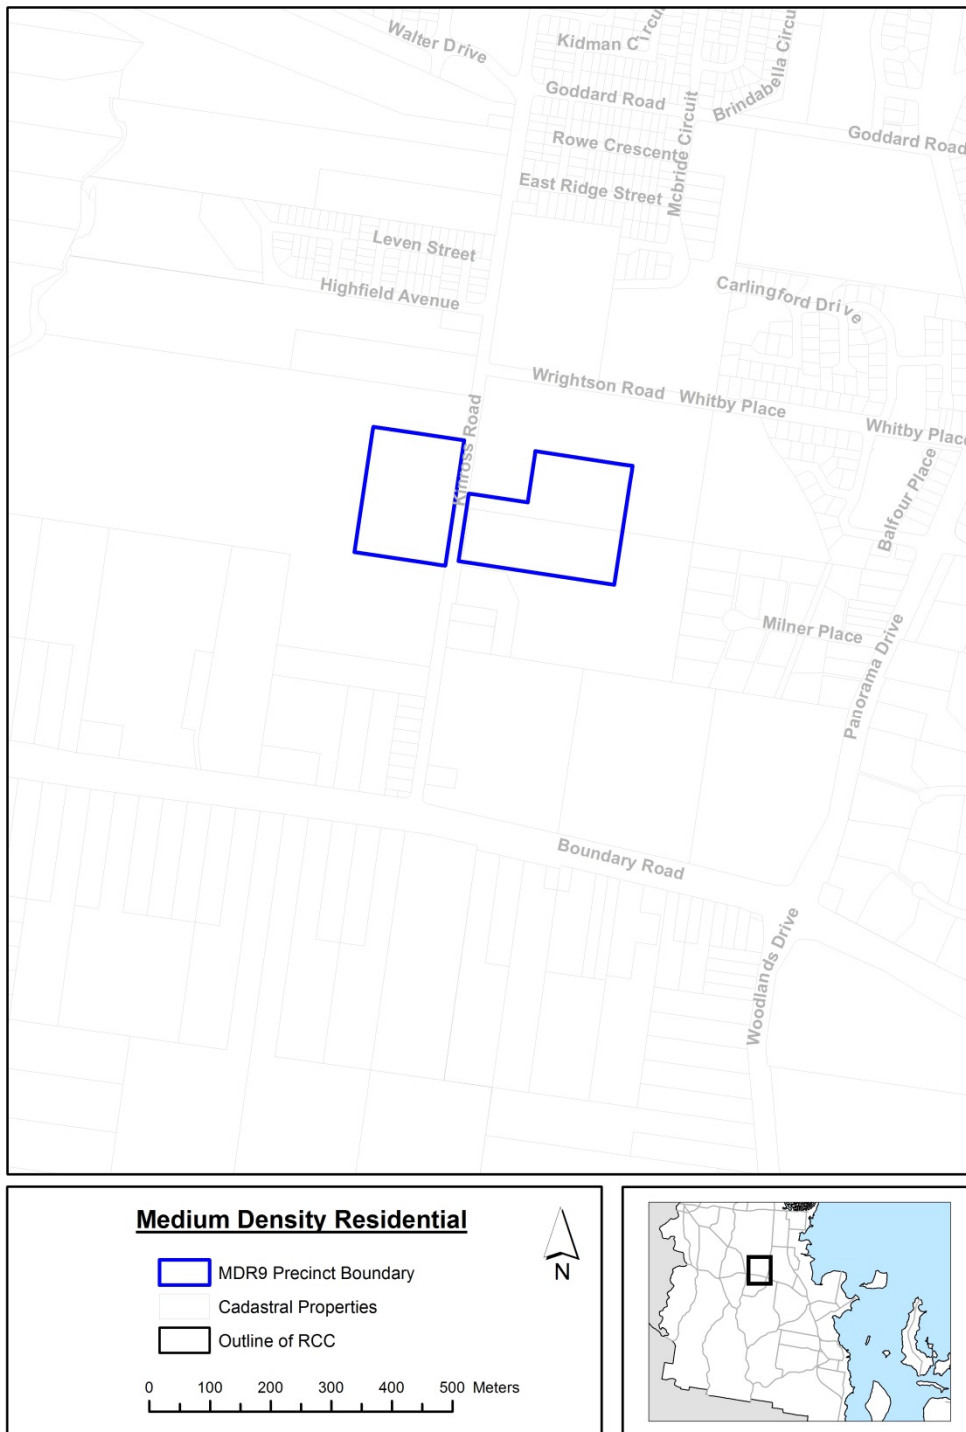 Walter Drive
Kidman C
ircu
Goddard Road
Brindabella Circu
Mcbride Circuit
Goddard Road
Rowe Crescent
East Ridge Street
Leven Street
Highfield Avenue
Carlingford Drive
Wrightson Road
Whitby Place
Whitby Place
Kinross Road
Balfour Place
Milner Place
Panorama Drive
Boundary Road
Woodlands Drive
Medium Density Residential
MDR9 Precinct Boundary
Cadastral Properties
Outline of RCC
N
0 100 200 300 400 500 Meters